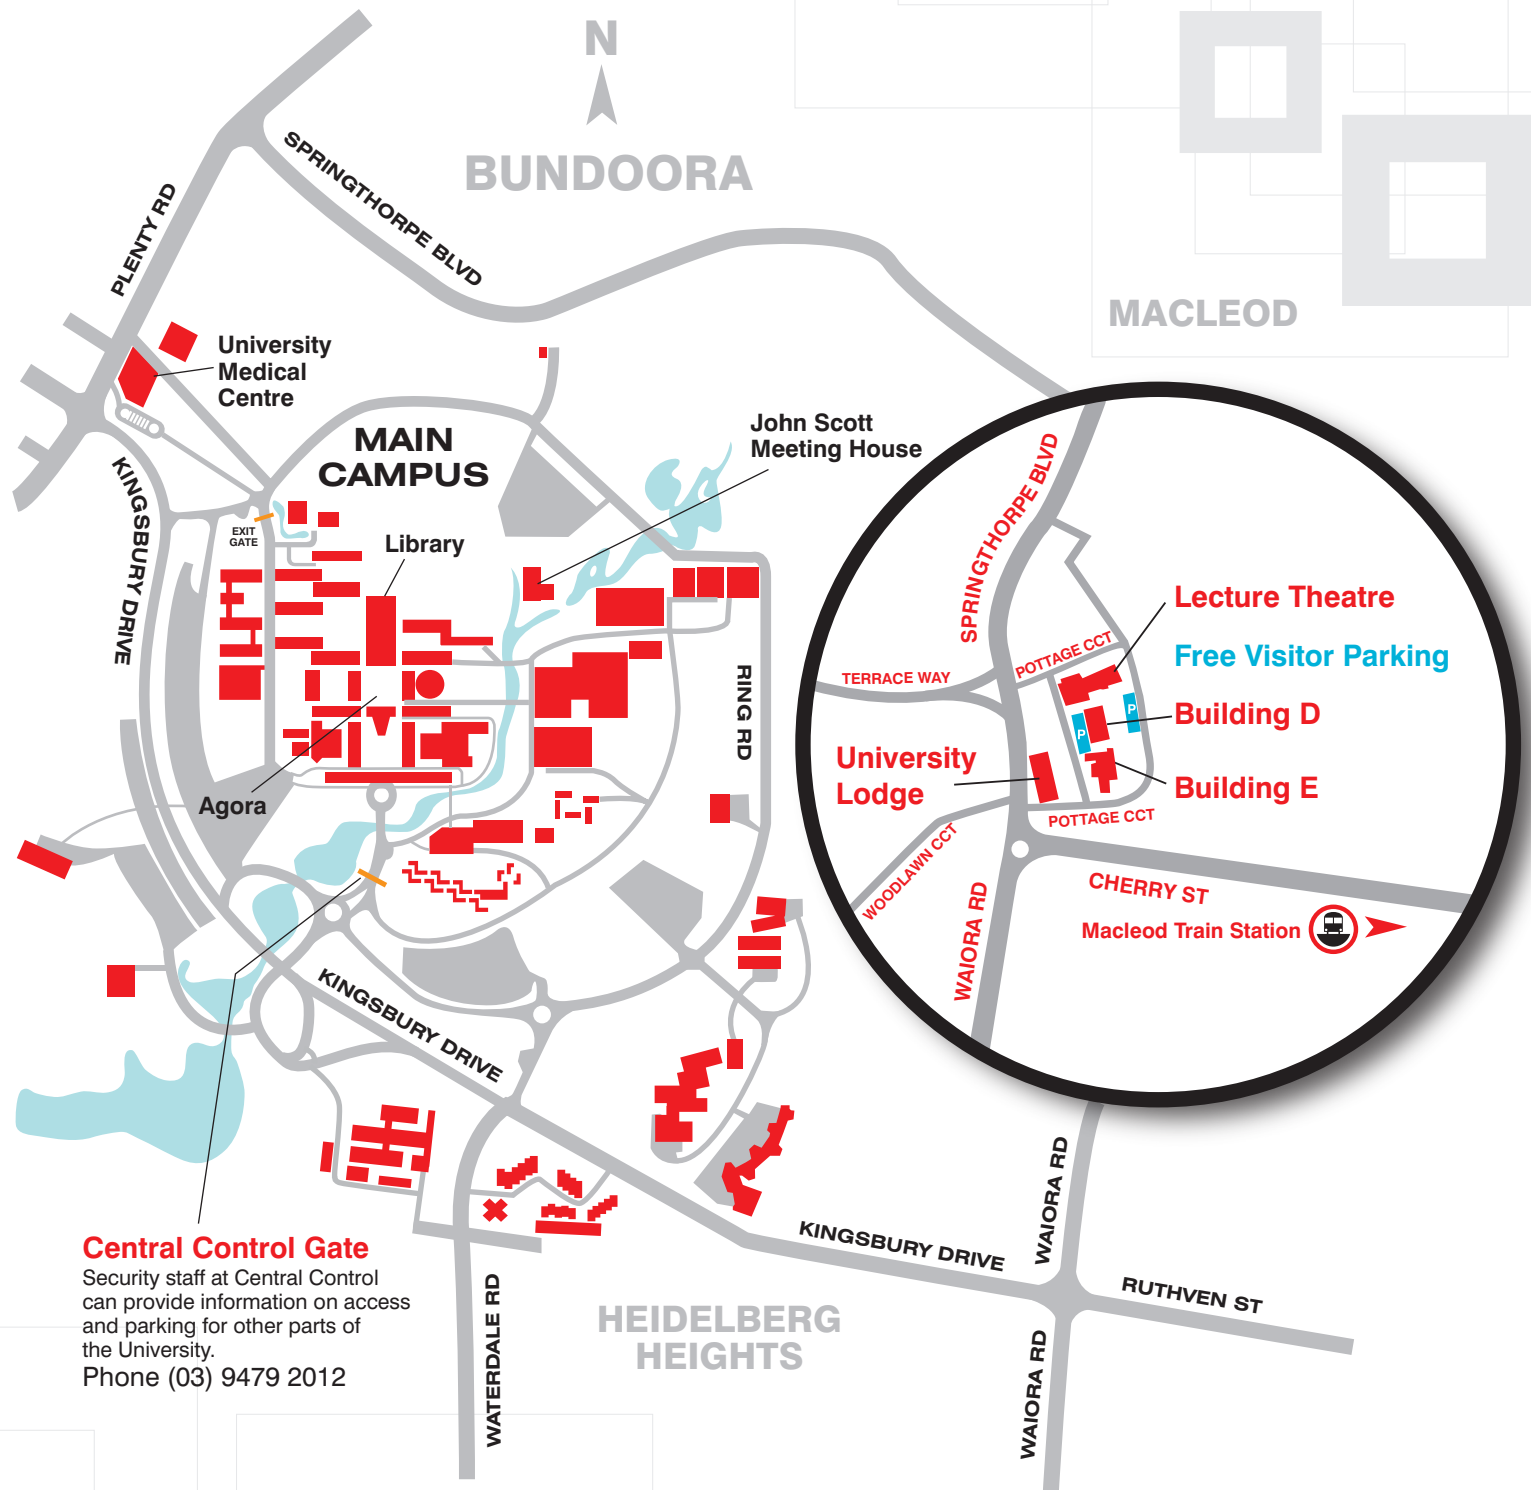 N
BUNDOORA
MACLEOD
SPRINGTHORPE BLVD
PLENTY RD
University
Medical
Centre
MAIN
CAMPUS
John Scott
Meeting House
KINGSBURY DRIVE
EXIT
GATE
Library
RING RD
Agora
SPRINGTHORPE BLVD
Lecture Theatre
POTTAGE CCT
Free Visitor Parking
TERRACE WAY
P
P
Building D
University
Lodge
Building E
POTTAGE CCT
WOODLAWN CCT
WAIORA RD
CHERRY ST
Macleod Train Station
KINGSBURY DRIVE
Central Control Gate
Security staff at Central Control
can provide information on access
and parking for other parts of
the University.
Phone (03) 9479 2012
WATERDALE RD
HEIDELBERG
HEIGHTS
KINGSBURY DRIVE
WAIORA RD
RUTHVEN ST
WAIORA RD